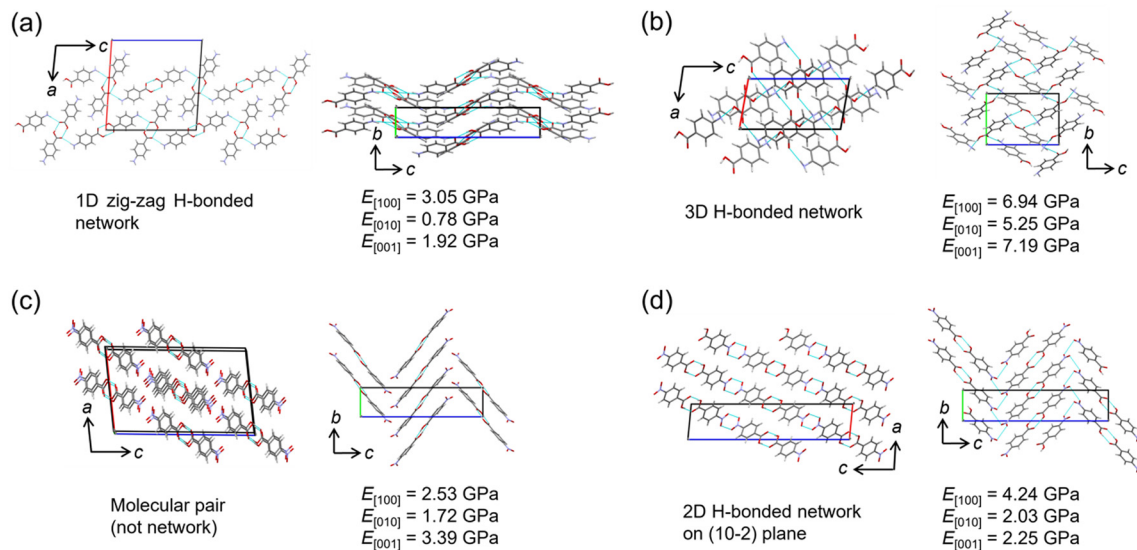 (a)
c
a
b
c
1D zig-zag H-bonded
network
E[100] = 3.05 GPa
E[010] = 0.78 GPa
E[001] = 1.92 GPa
(b)
c
a
b
c
3D H-bonded network
E[100] = 6.94 GPa
E[010] = 5.25 GPa
E[001] = 7.19 GPa
(c)
a
c
b
c
Molecular pair
(not network)
E[100] = 2.53 GPa
E[010] = 1.72 GPa
E[001] = 3.39 GPa
(d)
a
c
b
c
2D H-bonded network
on (10-2) plane
E[100] = 4.24 GPa
E[010] = 2.03 GPa
E[001] = 2.25 GPa